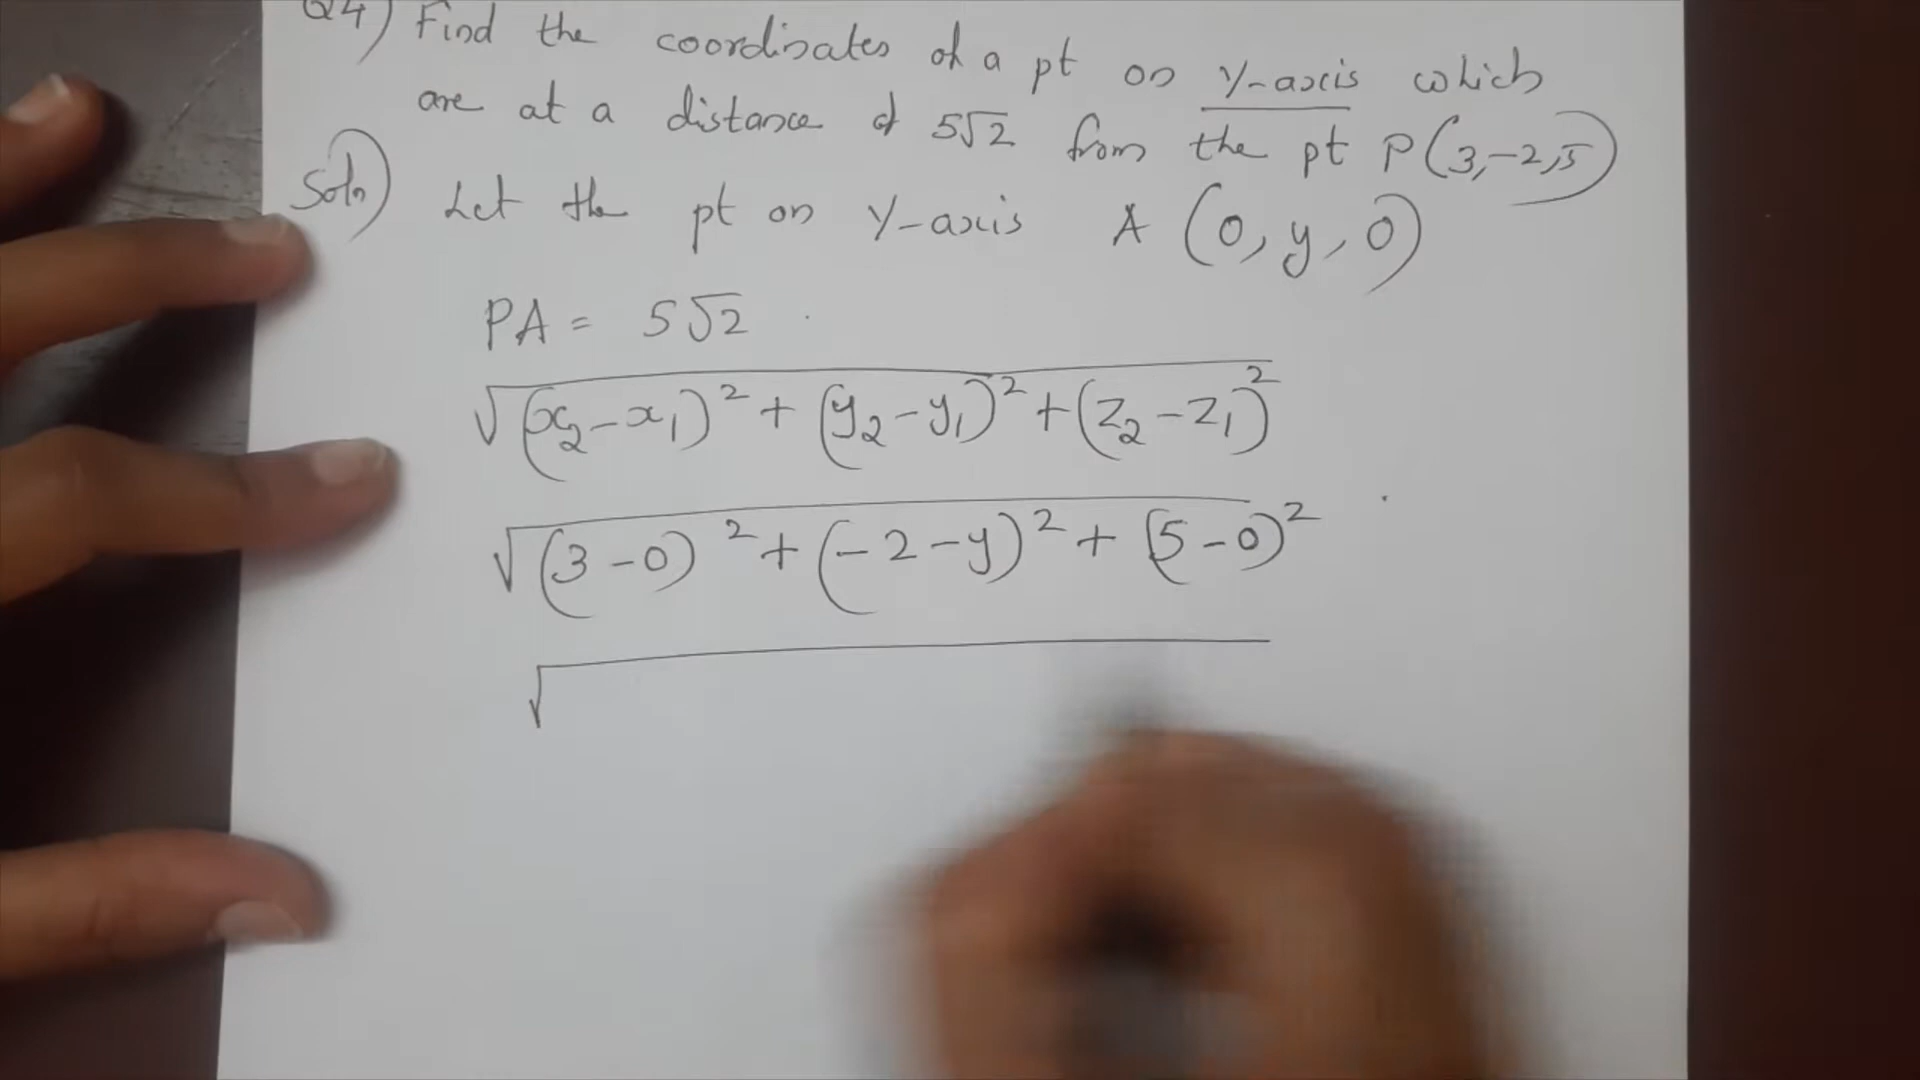 Q4) Find the coordinates of a pt on y-axis which
are at a distance of 5√2 from the pt P(3,-2,5)
Soln) Let the pt on y-axis A (0, y, 0)
PA = 5√2
√(x₂-x₁)² + (y₂-y₁)² + (z₂-z₁)²
√(3-0)² + (-2-y)² + (5-0)²
√